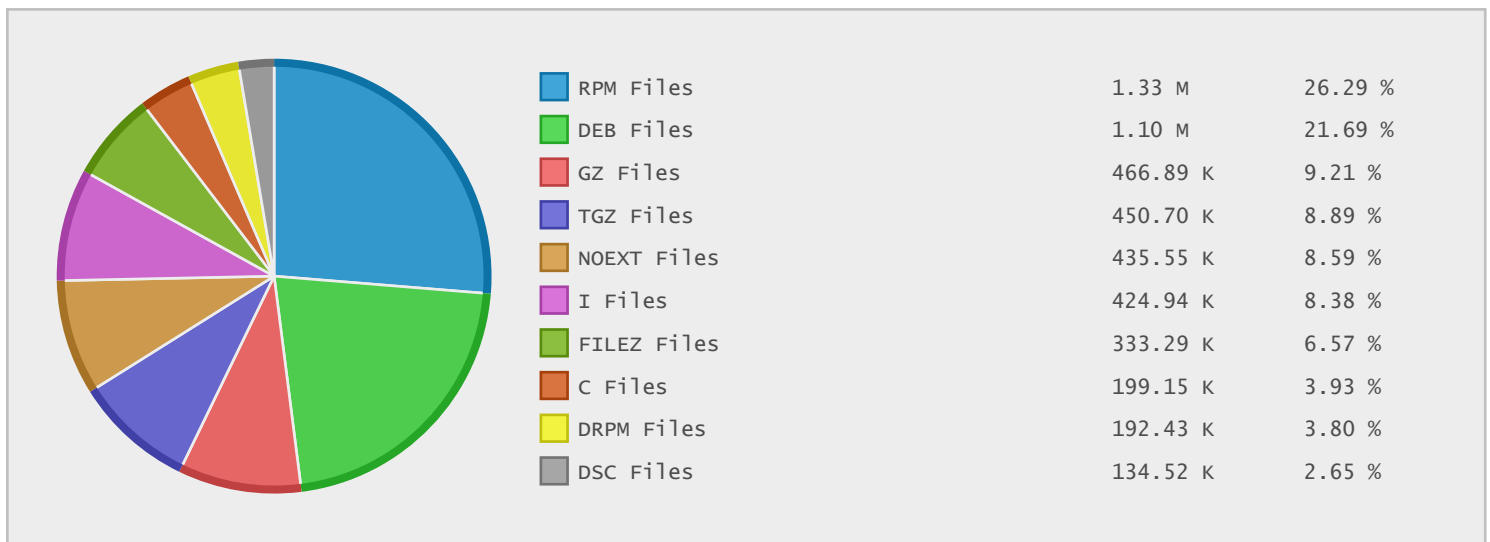 RPM Files 1.33 M 26.29 %
DEB Files 1.10 M 21.69 %
GZ Files 466.89 K 9.21 %
TGZ Files 450.70 K 8.89 %
NOEXT Files 435.55 K 8.59 %
I Files 424.94 K 8.38 %
FILEZ Files 333.29 K 6.57 %
C Files 199.15 K 3.93 %
DRPM Files 192.43 K 3.80 %
DSC Files 134.52 K 2.65 %